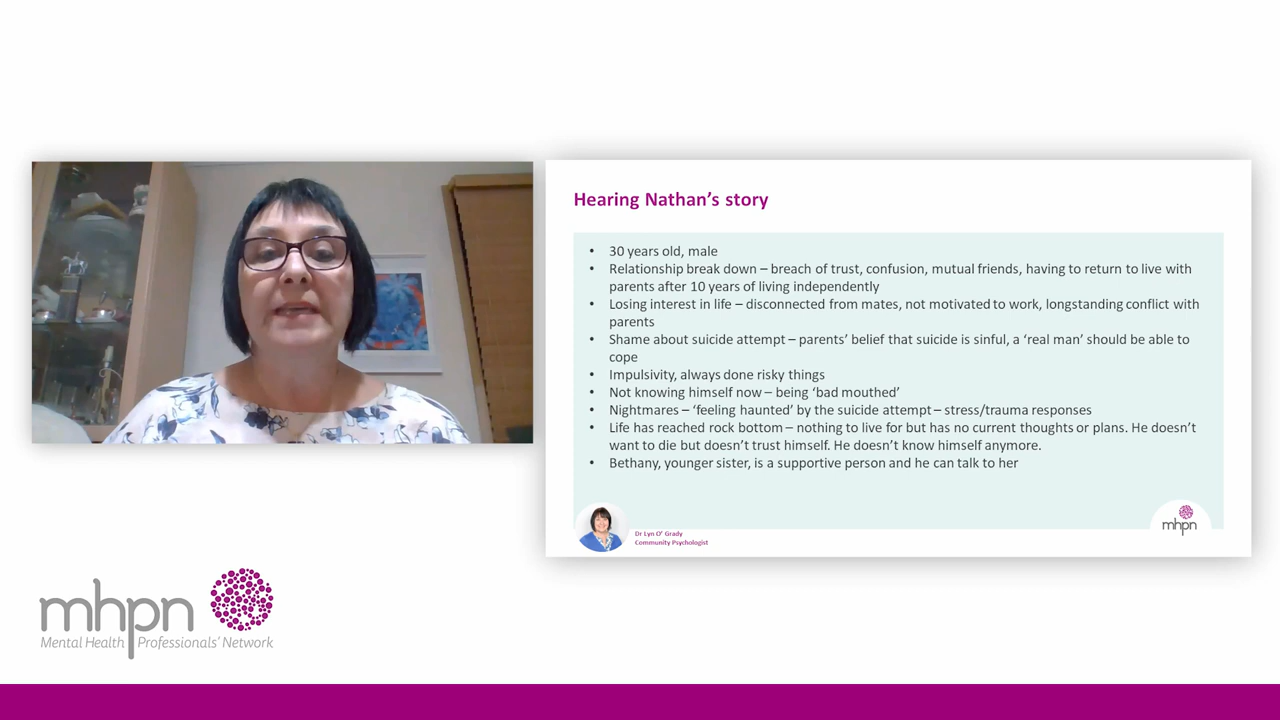 Hearing Nathan's story
• 30 years old, male
• Relationship break down – breach of trust, confusion, mutual friends, having to return to live with
parents after 10 years of living independently
• Losing interest in life – disconnected from mates, not motivated to work, longstanding conflict with
parents
• Shame about suicide attempt – parents' belief that suicide is sinful, a 'real man' should be able to
cope
• Impulsivity, always done risky things
• Not knowing himself now – being 'bad mouthed'
• Nightmares – 'feeling haunted' by the suicide attempt – stress/trauma responses
• Life has reached rock bottom – nothing to live for but has no current thoughts or plans. He doesn't
want to die but doesn't trust himself. He doesn't know himself anymore.
• Bethany, younger sister, is a supportive person and he can talk to her
Dr Lyn O' Grady
Community Psychologist
mhpn
mhpn
Mental Health Professionals' Network